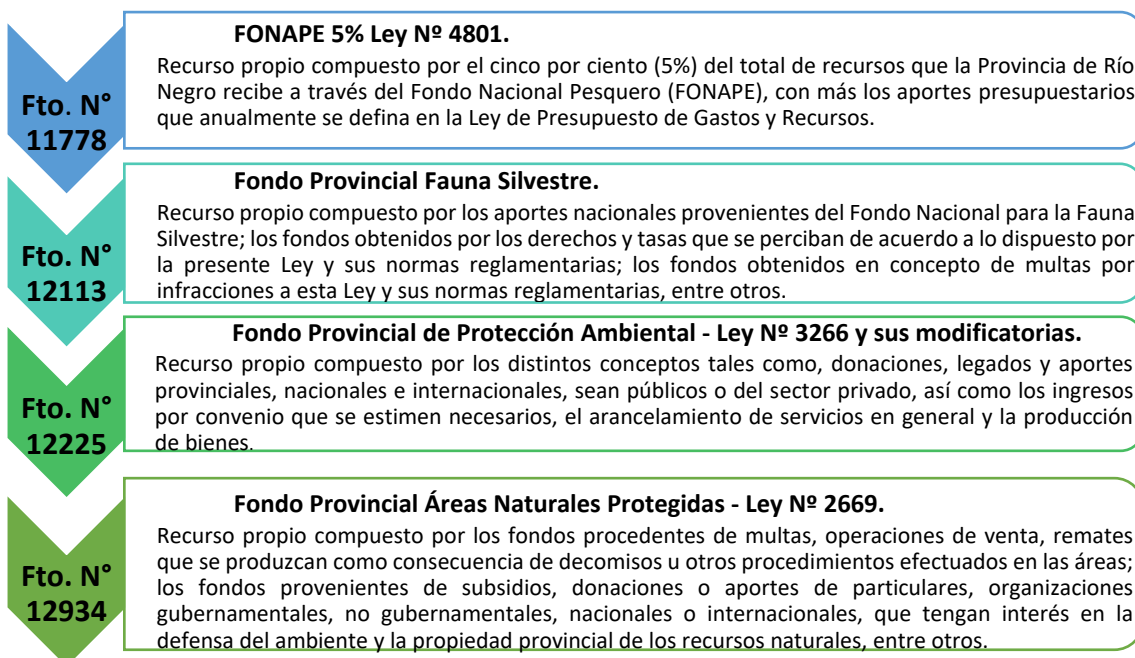 FONAPE 5% Ley Nº 4801.
Fto. N°
11778
Recurso propio compuesto por el cinco por ciento (5%) del total de recursos que la Provincia de Río
Negro recibe a través del Fondo Nacional Pesquero (FONAPE), con más los aportes presupuestarios
que anualmente se defina en la Ley de Presupuesto de Gastos y Recursos.
Fondo Provincial Fauna Silvestre.
Fto. N°
12113
Recurso propio compuesto por los aportes nacionales provenientes del Fondo Nacional para la Fauna
Silvestre; los fondos obtenidos por los derechos y tasas que se perciban de acuerdo a lo dispuesto por
la presente Ley y sus normas reglamentarias; los fondos obtenidos en concepto de multas por
infracciones a esta Ley y sus normas reglamentarias, entre otros.
Fondo Provincial de Protección Ambiental - Ley Nº 3266 y sus modificatorias.
Fto. N°
12225
Recurso propio compuesto por los distintos conceptos tales como, donaciones, legados y aportes
provinciales, nacionales e internacionales, sean públicos o del sector privado, así como los ingresos
por convenio que se estimen necesarios, el arancelamiento de servicios en general y la producción
de bienes.
Fondo Provincial Áreas Naturales Protegidas - Ley Nº 2669.
Fto. N°
12934
Recurso propio compuesto por los fondos procedentes de multas, operaciones de venta, remates
que se produzcan como consecuencia de decomisos u otros procedimientos efectuados en las áreas;
los fondos provenientes de subsidios, donaciones o aportes de particulares, organizaciones
gubernamentales, no gubernamentales, nacionales o internacionales, que tengan interés en la
defensa del ambiente y la propiedad provincial de los recursos naturales, entre otros.